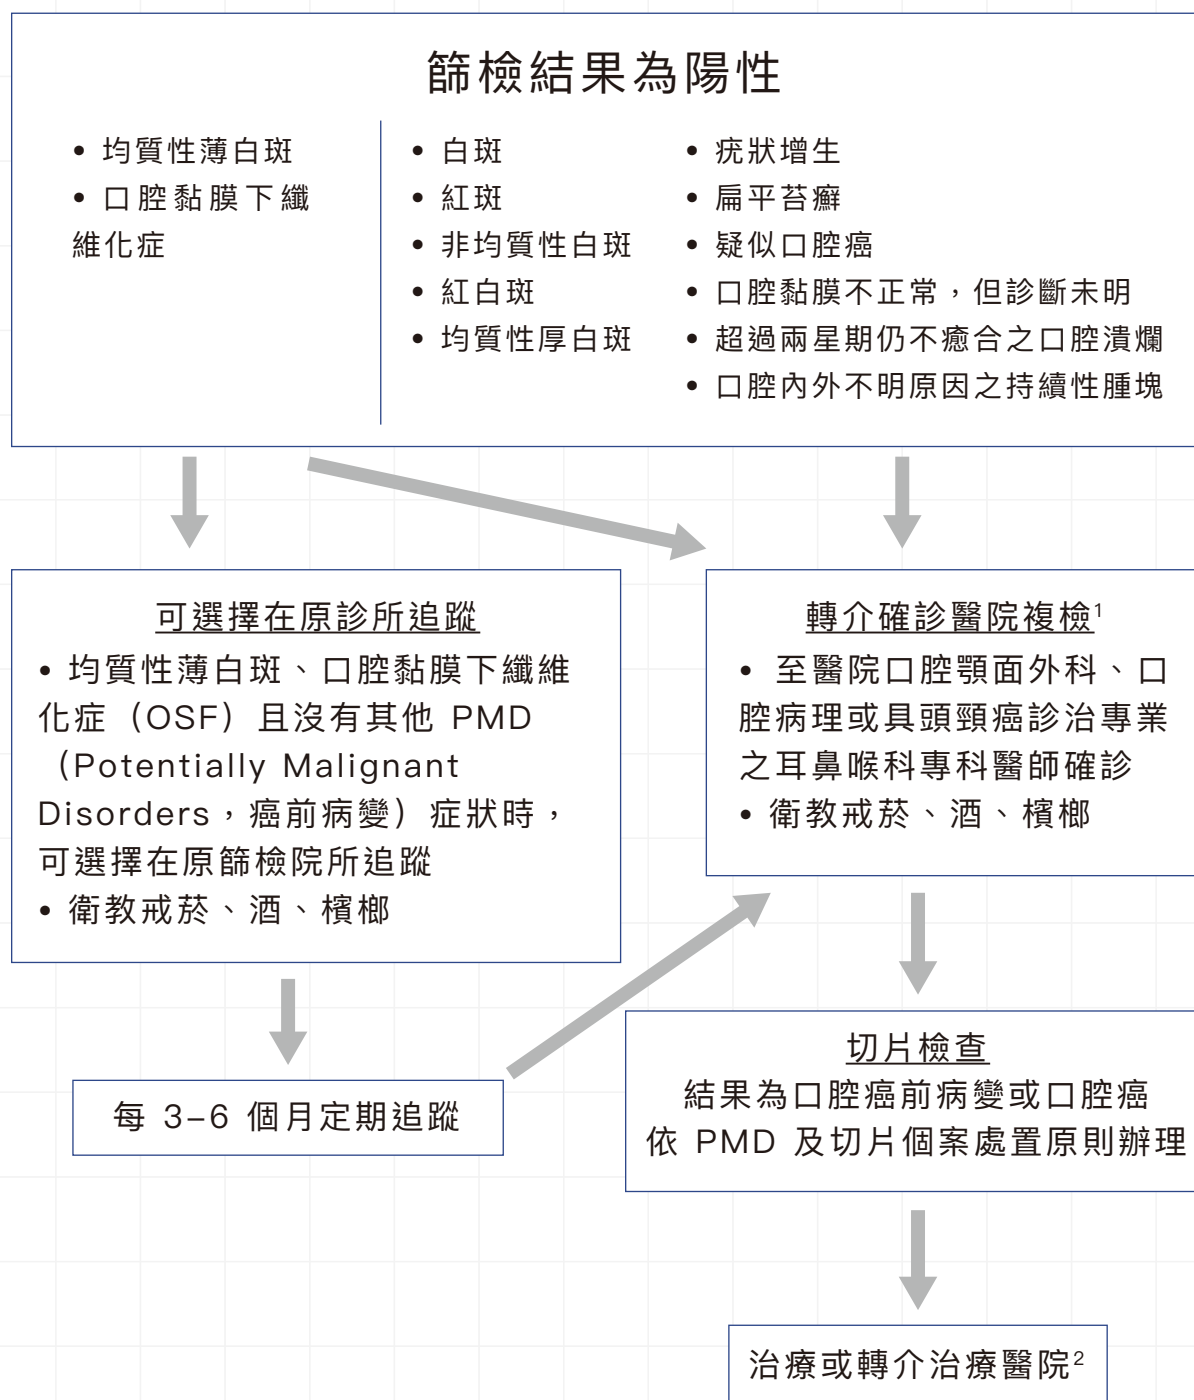 篩檢結果為陽性
• 均質性薄白斑
• 口腔黏膜下纖
維化症
• 白斑
• 紅斑
• 非均質性白斑
• 紅白斑
• 均質性厚白斑
• 疣狀增生
• 扁平苔癬
• 疑似口腔癌
• 口腔黏膜不正常，但診斷未明
• 超過兩星期仍不癒合之口腔潰爛
• 口腔內外不明原因之持續性腫塊
可選擇在原診所追蹤
• 均質性薄白斑、口腔黏膜下纖維
化症（OSF）且沒有其他 PMD
（Potentially Malignant
Disorders，癌前病變）症狀時，
可選擇在原篩檢院所追蹤
• 衛教戒菸、酒、檳榔
轉介確診醫院複檢1
• 至醫院口腔顎面外科、口
腔病理或具頭頸癌診治專業
之耳鼻喉科專科醫師確診
• 衛教戒菸、酒、檳榔
每 3–6 個月定期追蹤
切片檢查
結果為口腔癌前病變或口腔癌
依 PMD 及切片個案處置原則辦理
治療或轉介治療醫院2